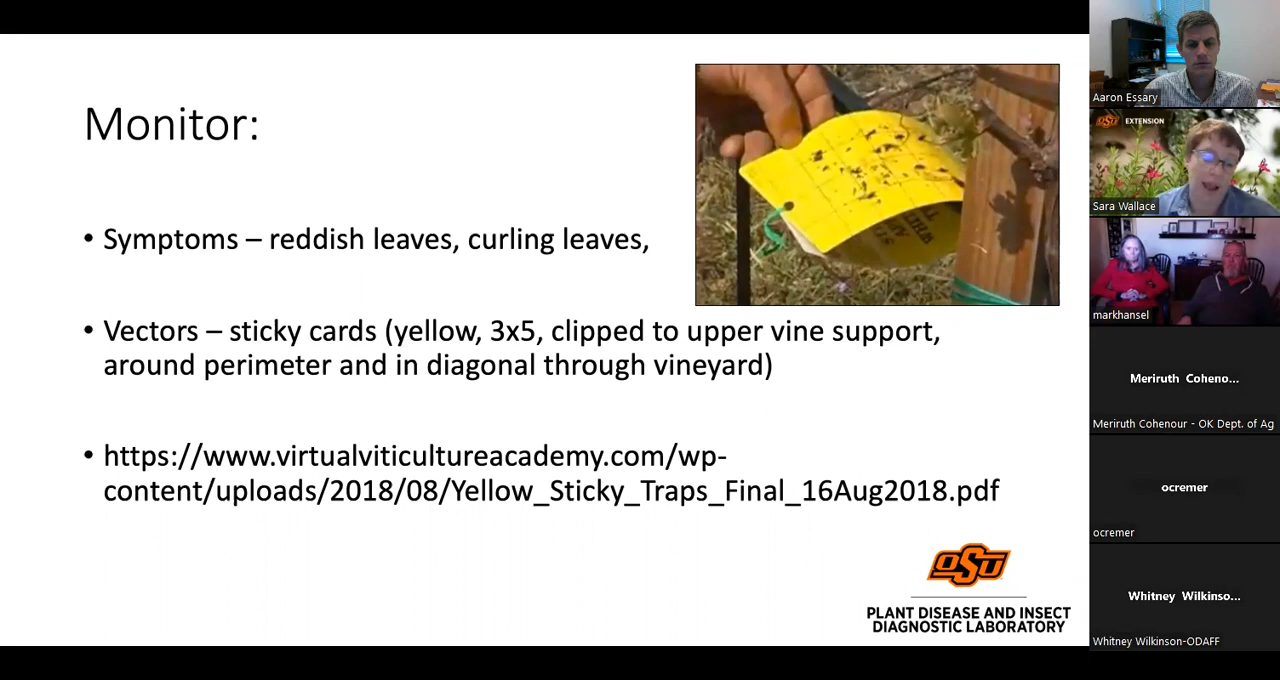 Monitor:
• Symptoms – reddish leaves, curling leaves,
• Vectors – sticky cards (yellow, 3x5, clipped to upper vine support,
around perimeter and in diagonal through vineyard)
• https://www.virtualviticultureacademy.com/wp-
content/uploads/2018/08/Yellow_Sticky_Traps_Final_16Aug2018.pdf
OSU
PLANT DISEASE AND INSECT
DIAGNOSTIC LABORATORY
Aaron Essary
OSU EXTENSION
Sara Wallace
markhansel
Meriruth Coheno...
Meriruth Cohenour - OK Dept. of Ag
ocremer
ocremer
Whitney Wilkinso...
Whitney Wilkinson-ODAFF